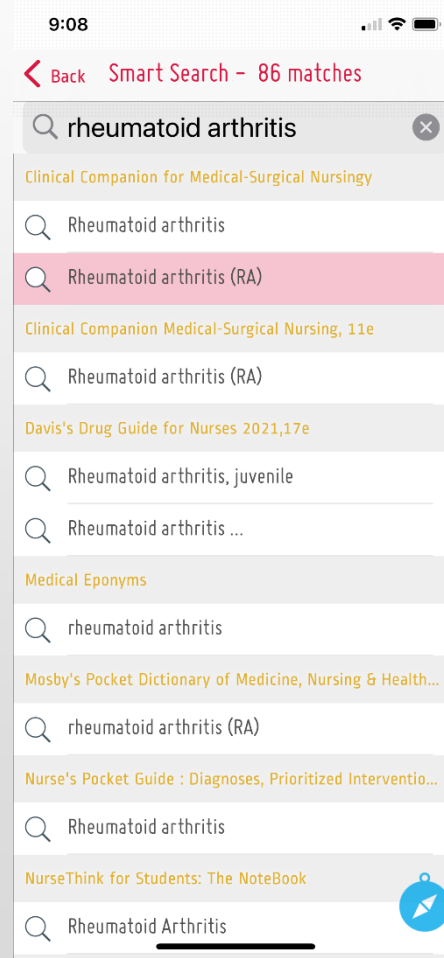 9:08
Back Smart Search - 86 matches
rheumatoid arthritis
Clinical Companion for Medical-Surgical Nursingy
Rheumatoid arthritis
Rheumatoid arthritis (RA)
Clinical Companion Medical-Surgical Nursing, 11e
Rheumatoid arthritis (RA)
Davis's Drug Guide for Nurses 2021,17e
Rheumatoid arthritis, juvenile
Rheumatoid arthritis ...
Medical Eponyms
rheumatoid arthritis
Mosby's Pocket Dictionary of Medicine, Nursing & Health...
rheumatoid arthritis (RA)
Nurse's Pocket Guide : Diagnoses, Prioritized Interventio...
Rheumatoid arthritis
NurseThink for Students: The NoteBook
Rheumatoid Arthritis